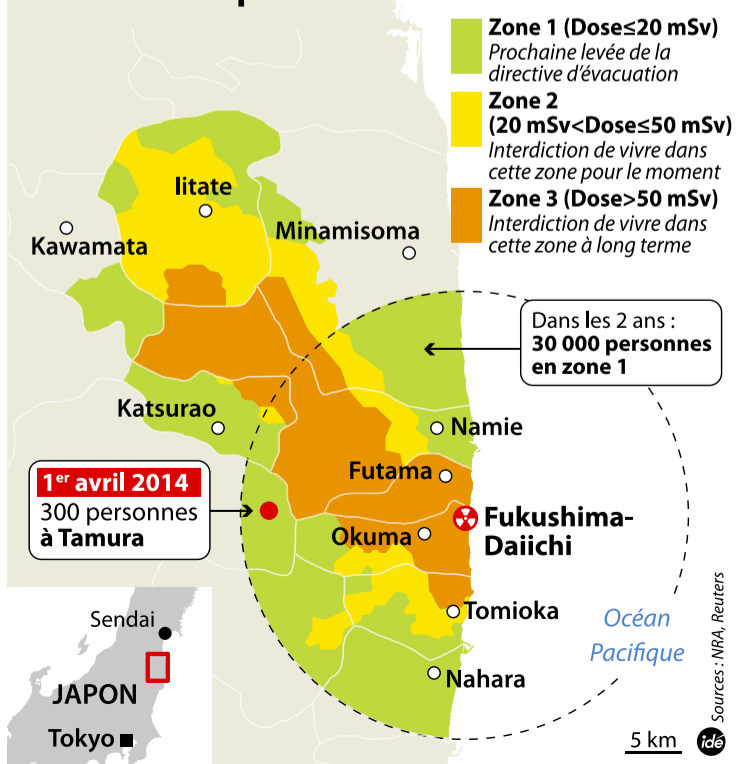 Zone 1 (Dose≤20 mSv)
Prochaine levée de la
directive d'évacuation
Zone 2
(20 mSv<Dose≤50 mSv)
Interdiction de vivre dans
cette zone pour le moment
Zone 3 (Dose>50 mSv)
Interdiction de vivre dans
cette zone à long terme
Iitate
Kawamata
Minamisoma
Dans les 2 ans :
30 000 personnes
en zone 1
Katsurao
Namie
Futama
1er avril 2014
300 personnes
à Tamura
Fukushima-
Daiichi
Okuma
Tomioka
Nahara
Océan
Pacifique
Sendai
JAPON
Tokyo
5 km
idé
Sources : NRA, Reuters